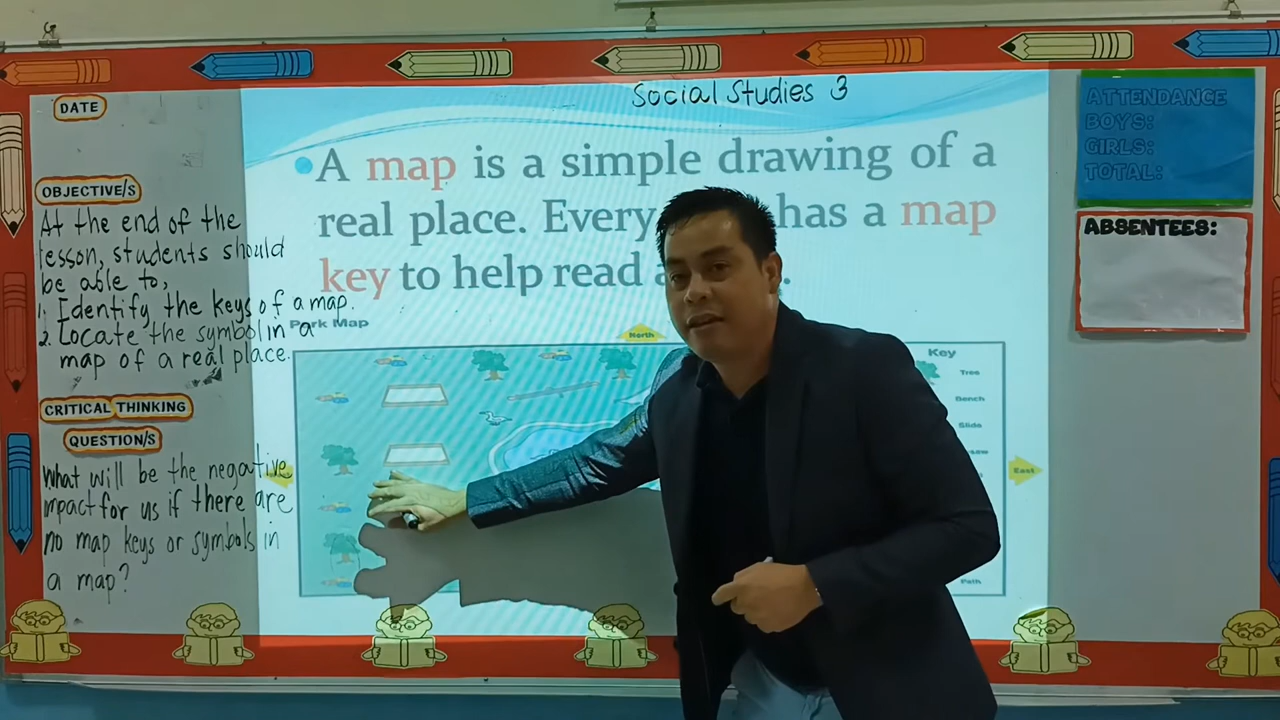 Social Studies 3
DATE
OBJECTIVE/S
At the end of the
lesson, students should
be able to,
1. Identify the keys of a map.
2. Locate the symbol in a
map of a real place.
CRITICAL THINKING
QUESTION/S
What will be the negative
impact for us if there are
no map keys or symbols in
a map?
A map is a simple drawing of a
real place. Every has a map
key to help read
Park Map
North
East
Key
Tree
Bench
Slide
Path
ATTENDANCE
BOYS:
GIRLS:
TOTAL:
ABSENTEES: